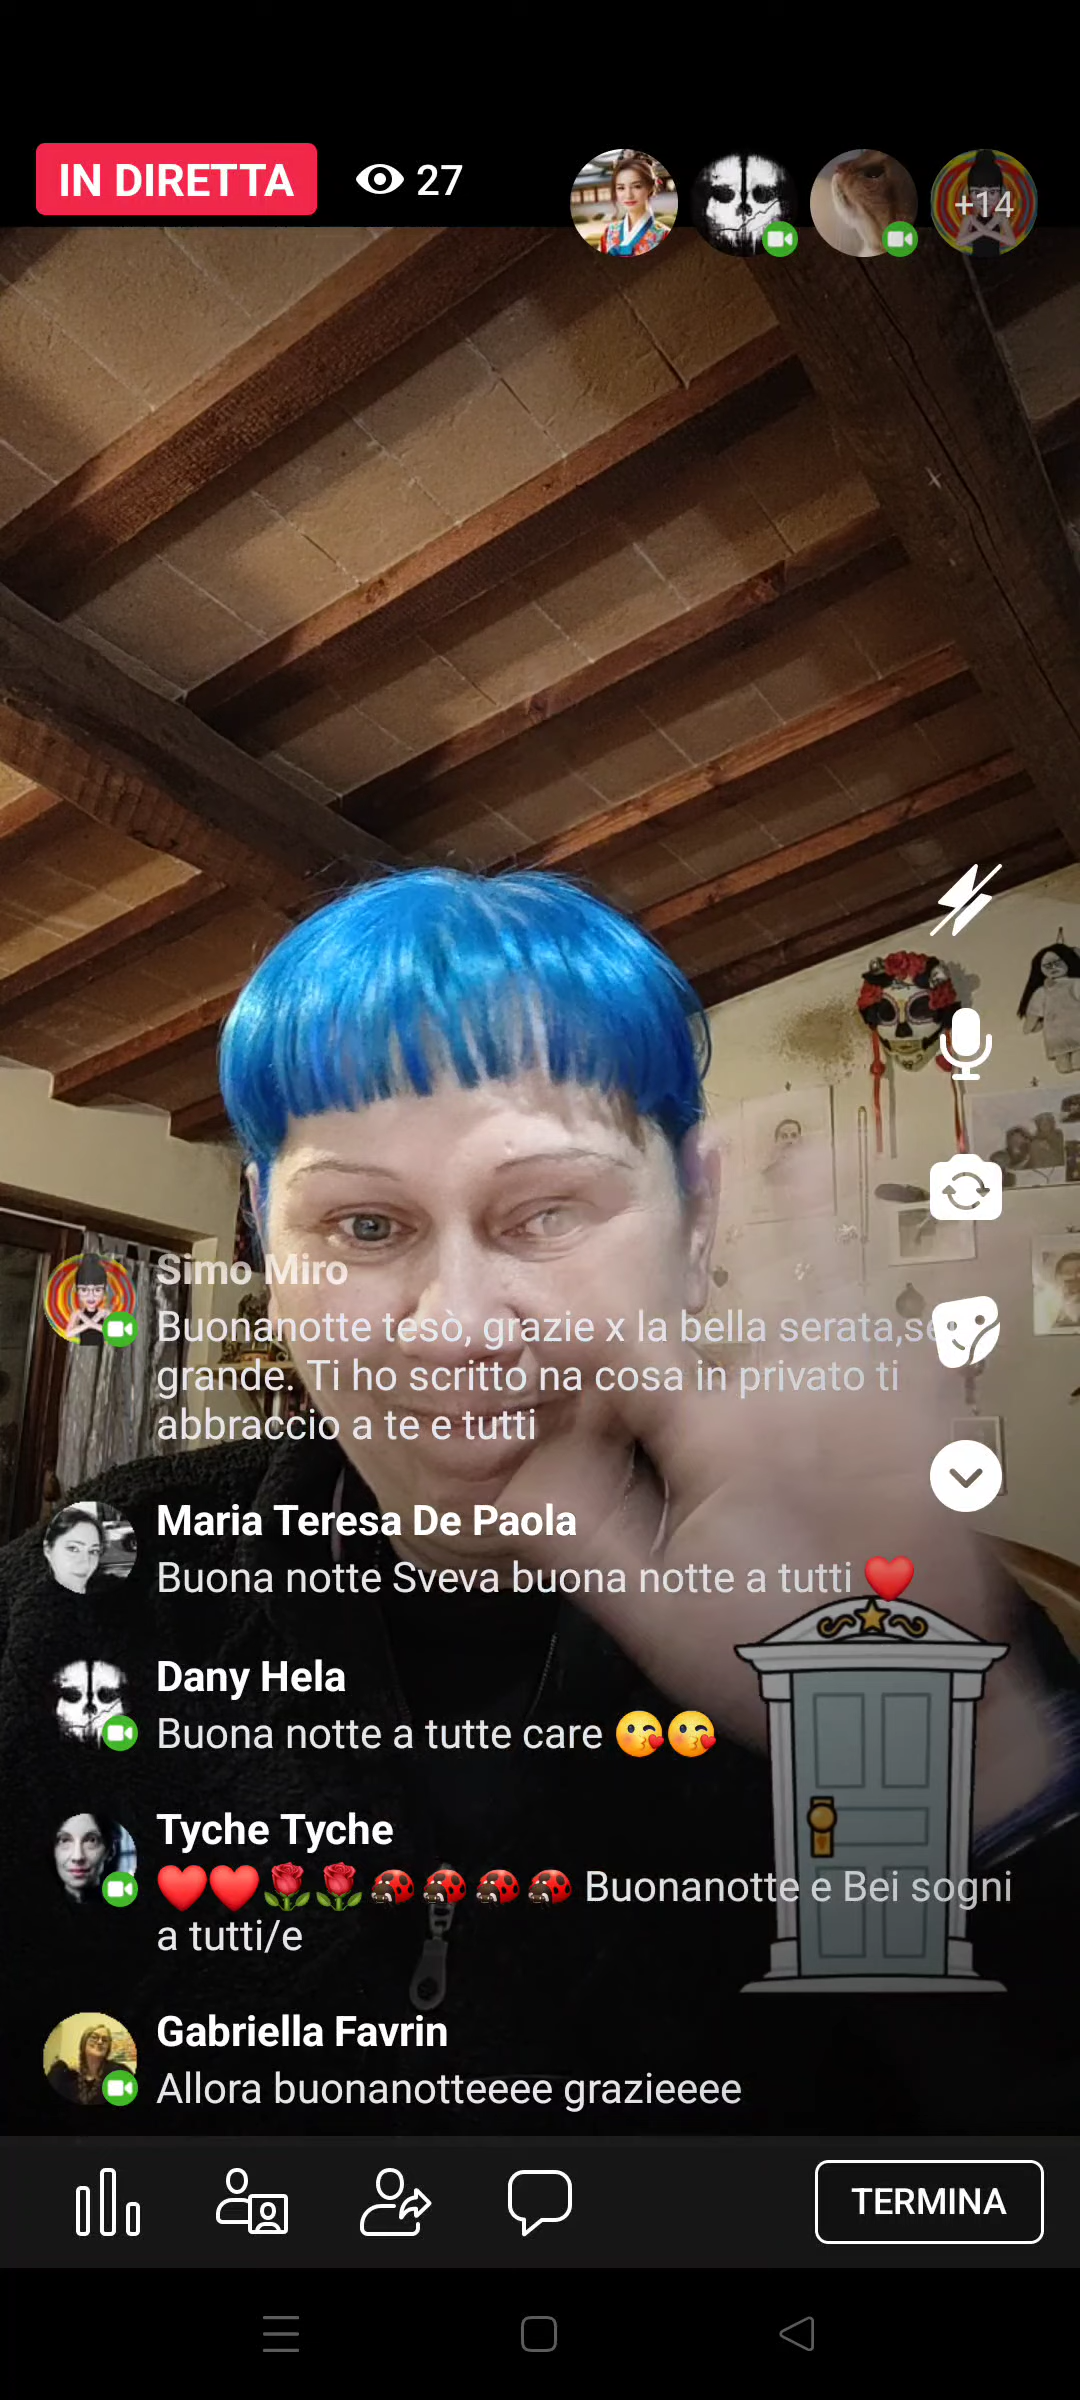 IN DIRETTA
27
+14
Simo Miro
Buonanotte tesò, grazie x la bella serata,se
grande. Ti ho scritto na cosa in privato ti
abbraccio a te e tutti
Maria Teresa De Paola
Buona notte Sveva buona notte a tutti ❤️
Dany Hela
Buona notte a tutte care 😘😘
Tyche Tyche
❤️❤️🌹🌹🐞🐞🐞🐞 Buonanotte e Bei sogni
a tutti/e
Gabriella Favrin
Allora buonanotteeee grazieeee
TERMINA